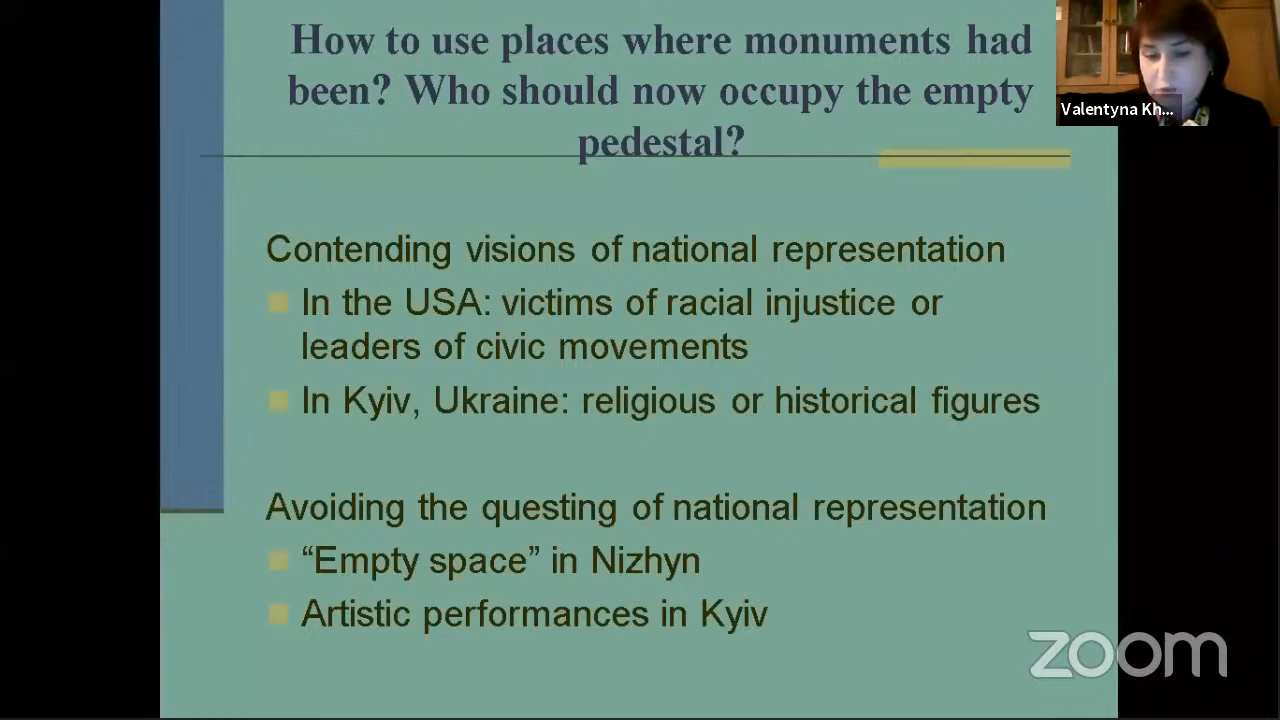 How to use places where monuments had
been? Who should now occupy the empty
pedestal?
Valentyna Kh...
Contending visions of national representation
In the USA: victims of racial injustice or
leaders of civic movements
In Kyiv, Ukraine: religious or historical figures
Avoiding the questing of national representation
“Empty space” in Nizhyn
Artistic performances in Kyiv
zoom